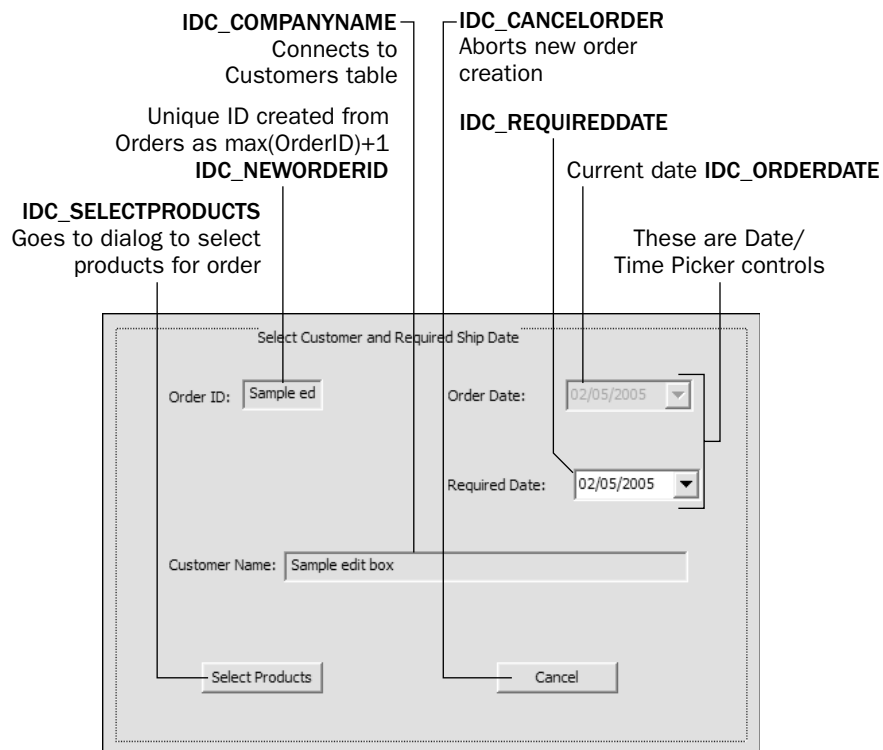 IDC_COMPANYNAME
Connects to
Customers table
IDC_CANCELORDER
Aborts new order
creation
Unique ID created from
Orders as max(OrderID)+1
IDC_NEWORDERID
IDC_REQUIREDDATE
Current date IDC_ORDERDATE
IDC_SELECTPRODUCTS
Goes to dialog to select
products for order
These are Date/
Time Picker controls
Select Customer and Required Ship Date
Order ID: Sample ed
Order Date: 02/05/2005
Required Date: 02/05/2005
Customer Name: Sample edit box
Select Products
Cancel